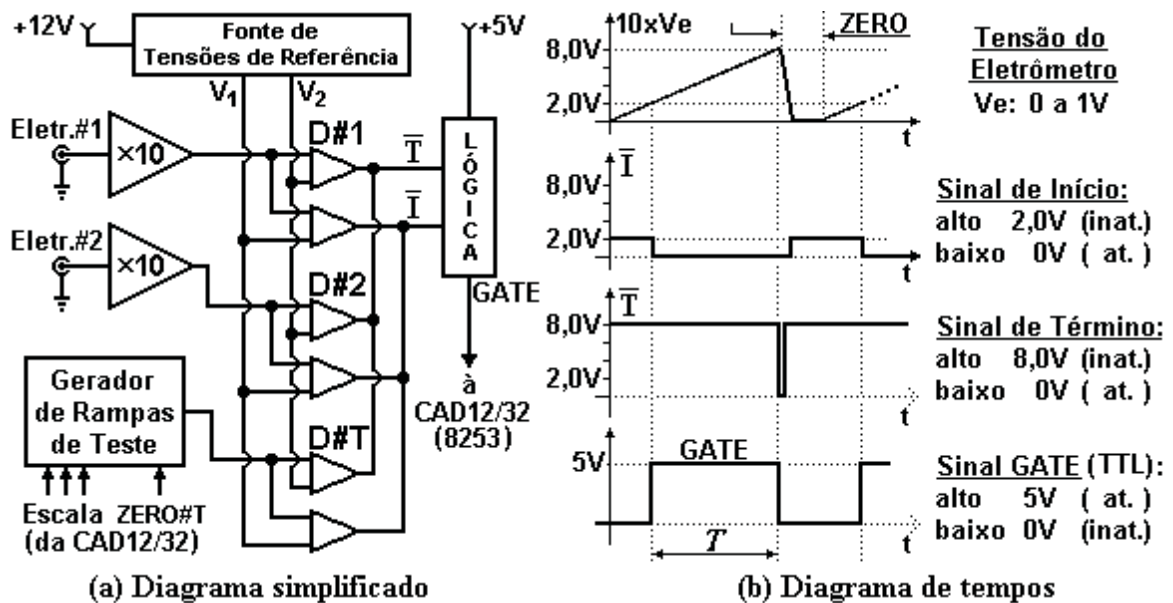 +12V
Fonte de
Tensões de Referência
+5V
V1
V2
Eletr.#1
×10
D#1
T̅
I̅
LÓGICA
Eletr.#2
×10
D#2
GATE
à
CAD12/32
(8253)
Gerador
de Rampas
de Teste
D#T
Escala ZERO#T
(da CAD12/32)
(a) Diagrama simplificado
10xVe
ZERO
8,0V
2,0V
t
Tensão do
Eletrômetro
Ve: 0 a 1V
I̅
8,0V
2,0V
t
Sinal de Início:
alto 2,0V (inat.)
baixo 0V ( at. )
T̅
8,0V
2,0V
t
Sinal de Término:
alto 8,0V (inat.)
baixo 0V ( at. )
5V
GATE
T
t
Sinal GATE (TTL):
alto 5V ( at. )
baixo 0V (inat.)
(b) Diagrama de tempos